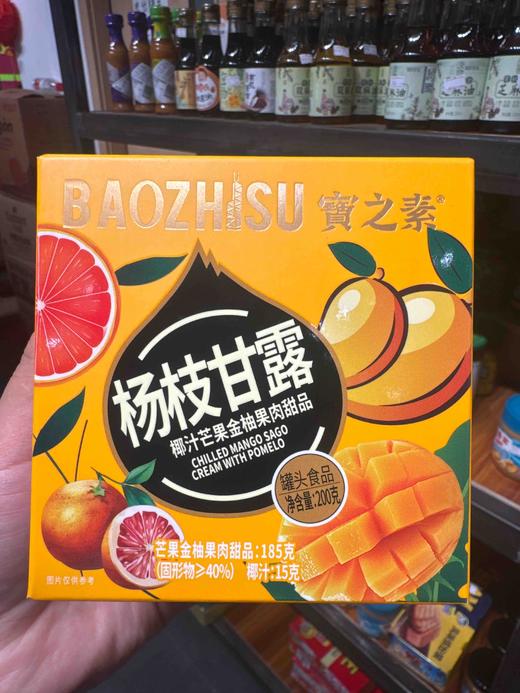 BAOZHISU 寶之素®
杨枝甘露
椰汁芒果金柚果肉甜品
CHILLED MANGO SAGO
CREAM WITH POMELO
罐头食品
净含量:200克
芒果金柚果肉甜品:185克
(固形物≥40%) 椰汁:15克
图片仅供参考